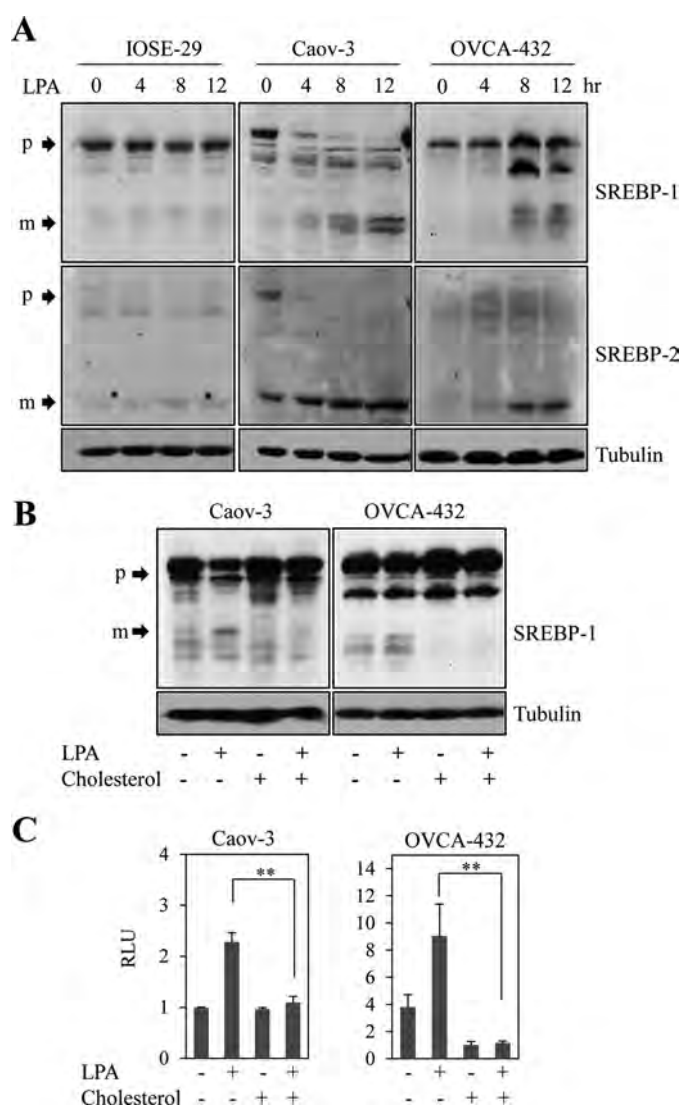 A
IOSE-29 Caov-3 OVCA-432
LPA 0 4 8 12 0 4 8 12 0 4 8 12 hr
p
SREBP-1
m
p
SREBP-2
m
Tubulin
B
Caov-3 OVCA-432
p
m
SREBP-1
Tubulin
LPA - + - + - + - +
Cholesterol - - + + - - + +
C
Caov-3 OVCA-432
4
3
2
1
0
RLU
**
14
12
10
8
6
4
2
0
**
LPA - + - + - + - +
Cholesterol - - + + - - + +